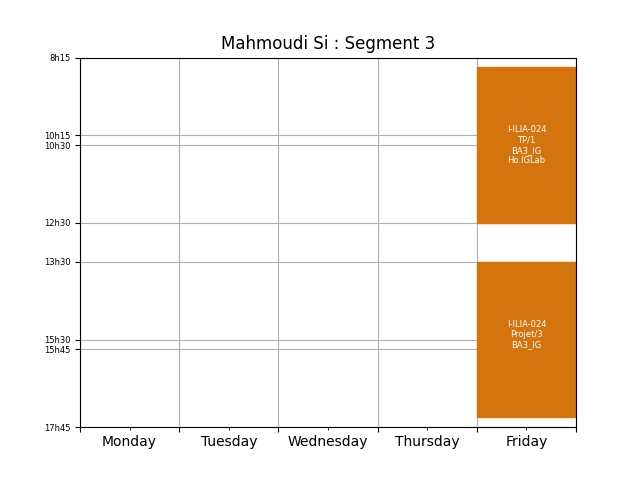 Mahmoudi Si : Segment 3
8h15
10h15
10h30
12h30
13h30
15h30
15h45
17h45
I-ILIA-024
TP/1
BA3_IG
Ho.IGLab
I-ILIA-024
Projet/3
BA3_IG
Monday Tuesday Wednesday Thursday Friday